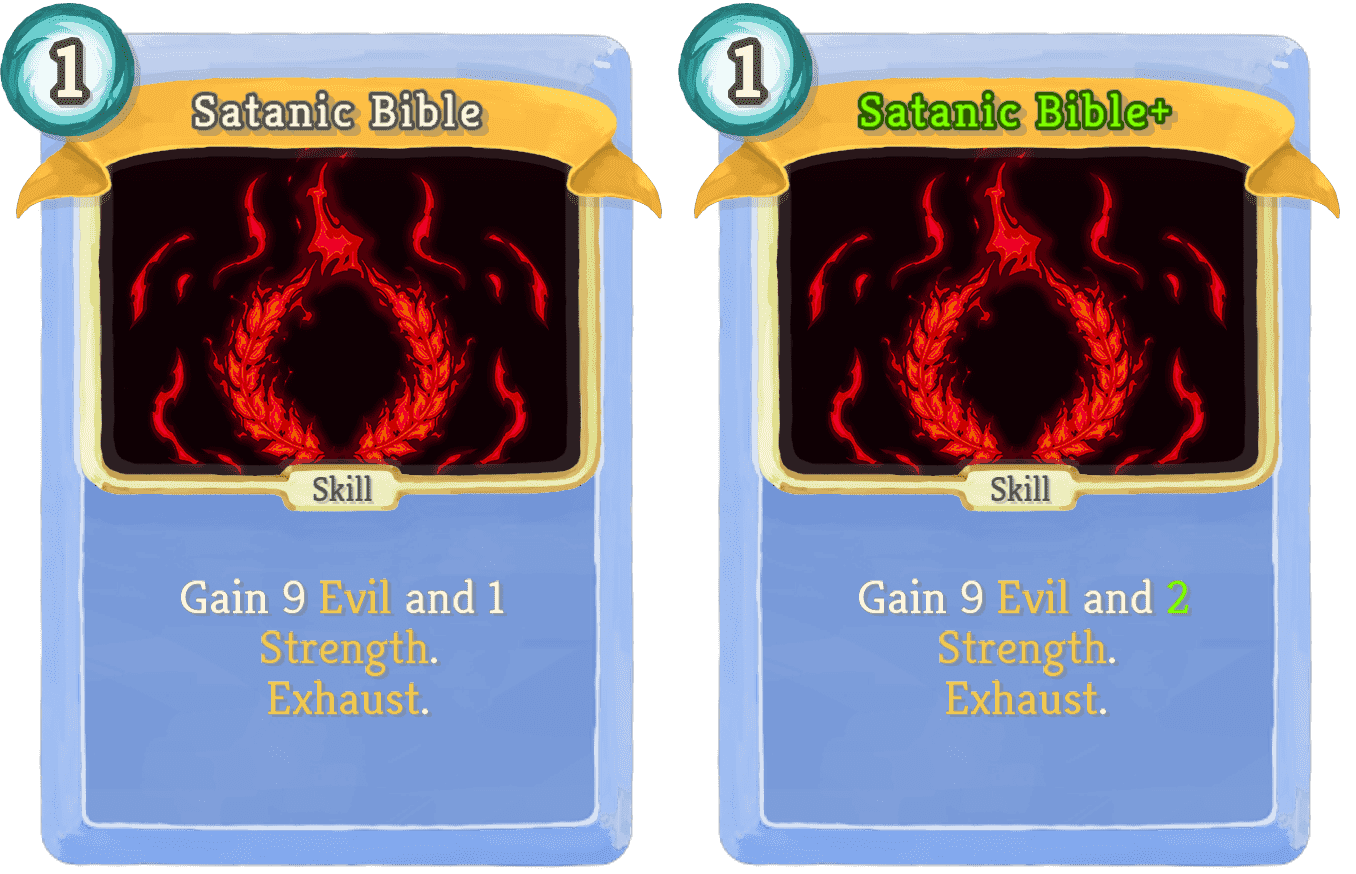 1
Satanic Bible
Skill
Gain 9 Evil and 1
Strength.
Exhaust.
1
Satanic Bible+
Skill
Gain 9 Evil and 2
Strength.
Exhaust.